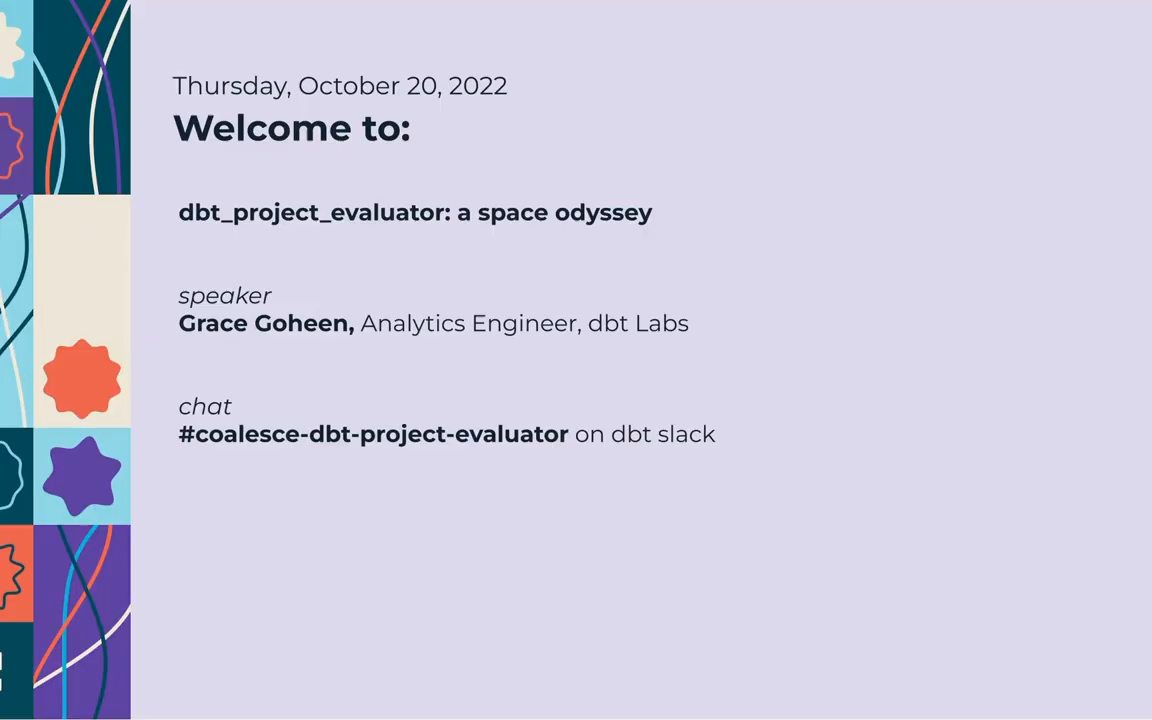 Thursday, October 20, 2022
Welcome to:
dbt_project_evaluator: a space odyssey
speaker
Grace Goheen, Analytics Engineer, dbt Labs
chat
#coalesce-dbt-project-evaluator on dbt slack